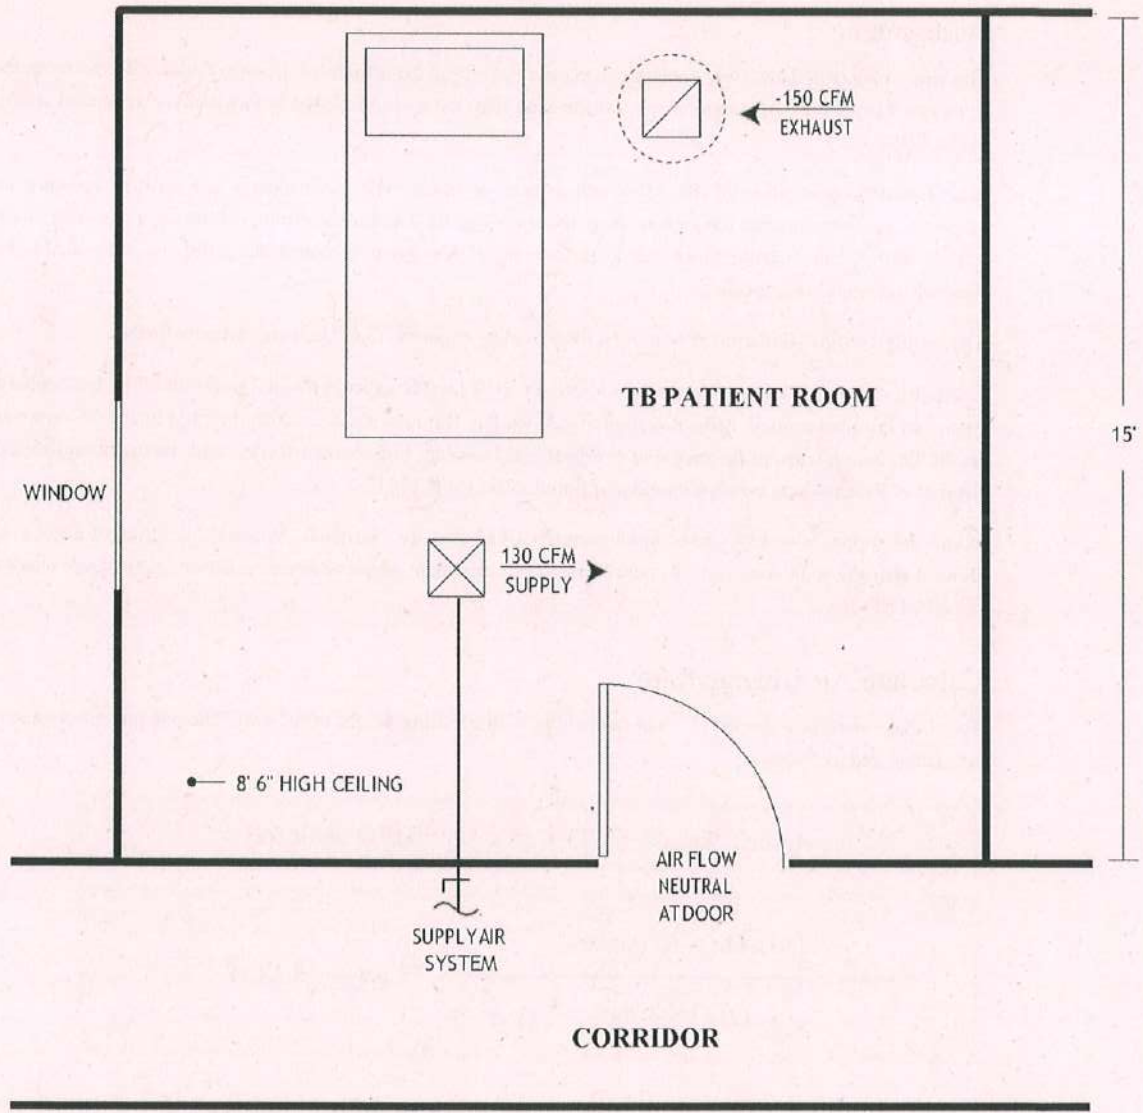 -150 CFM
EXHAUST
TB PATIENT ROOM
15'
WINDOW
130 CFM
SUPPLY
8' 6" HIGH CEILING
AIR FLOW
NEUTRAL
AT DOOR
SUPPLY AIR
SYSTEM
CORRIDOR